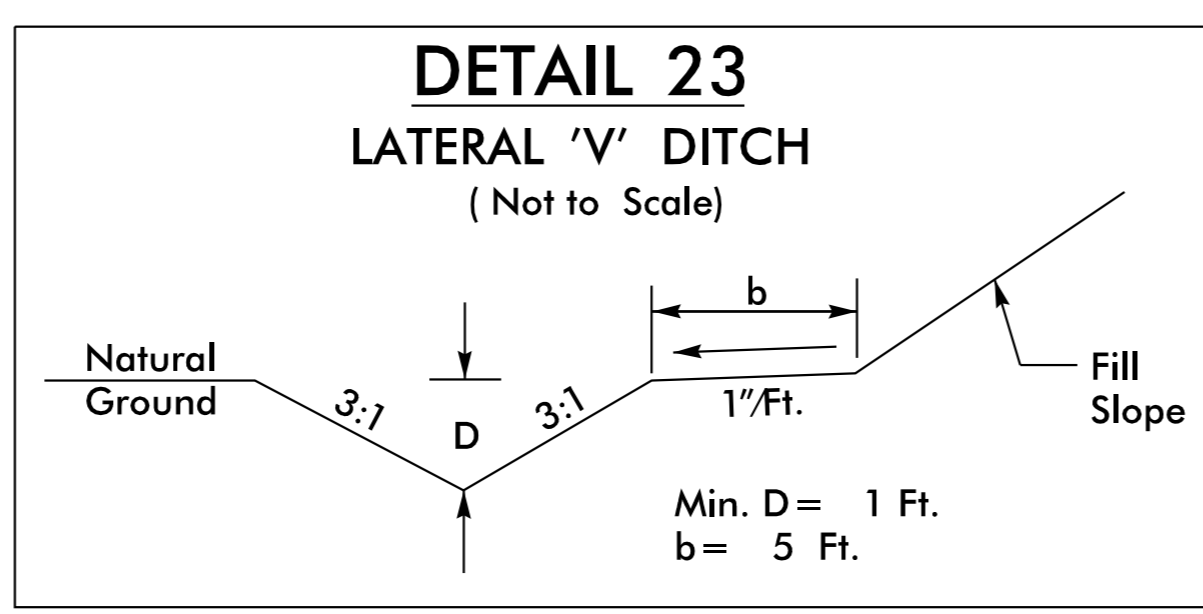 DETAIL 23
LATERAL 'V' DITCH
( Not to Scale)
b
Natural
Ground
3:1
D
3:1
1"/Ft.
Fill
Slope
Min. D= 1 Ft.
b= 5 Ft.